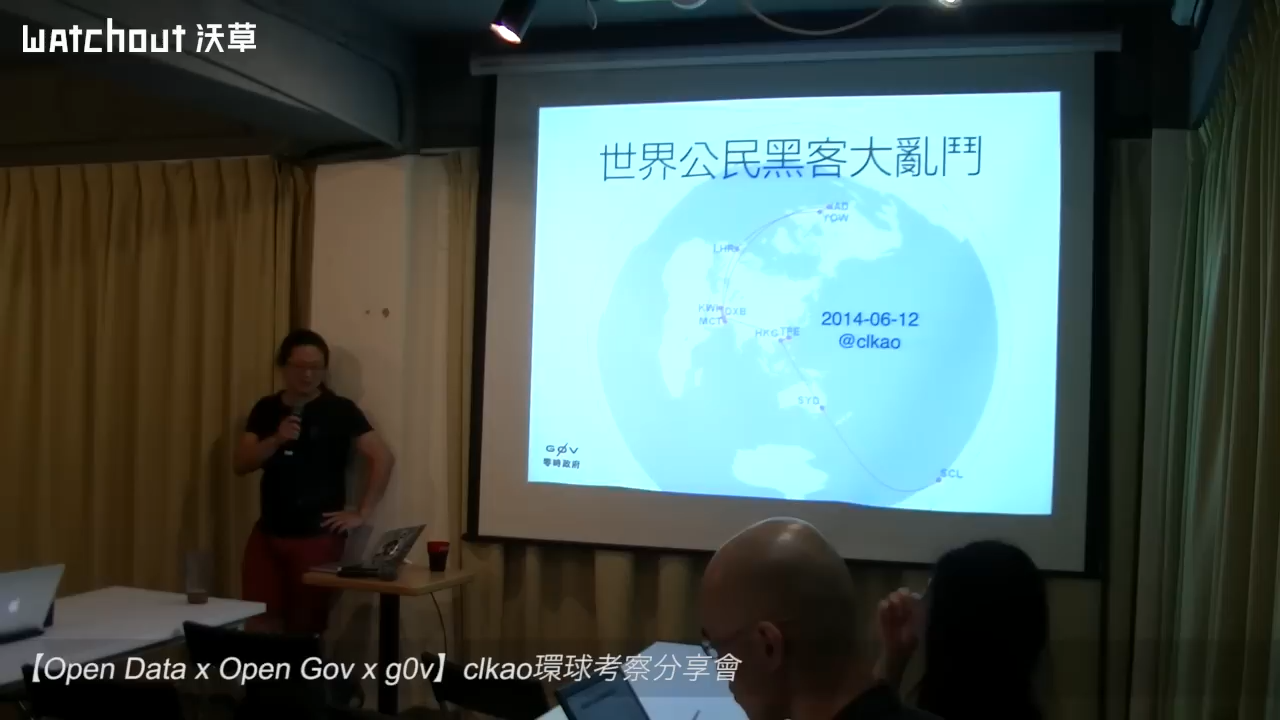 WATCHOUT 沃草
世界公民黑客大亂鬥
YOW
LHR
KWI
DXB
MCT
HKG
TPE
2014-06-12
@clkao
SYD
G0V
零時政府
SCL
【Open Data x Open Gov x g0v】clkao環球考察分享會